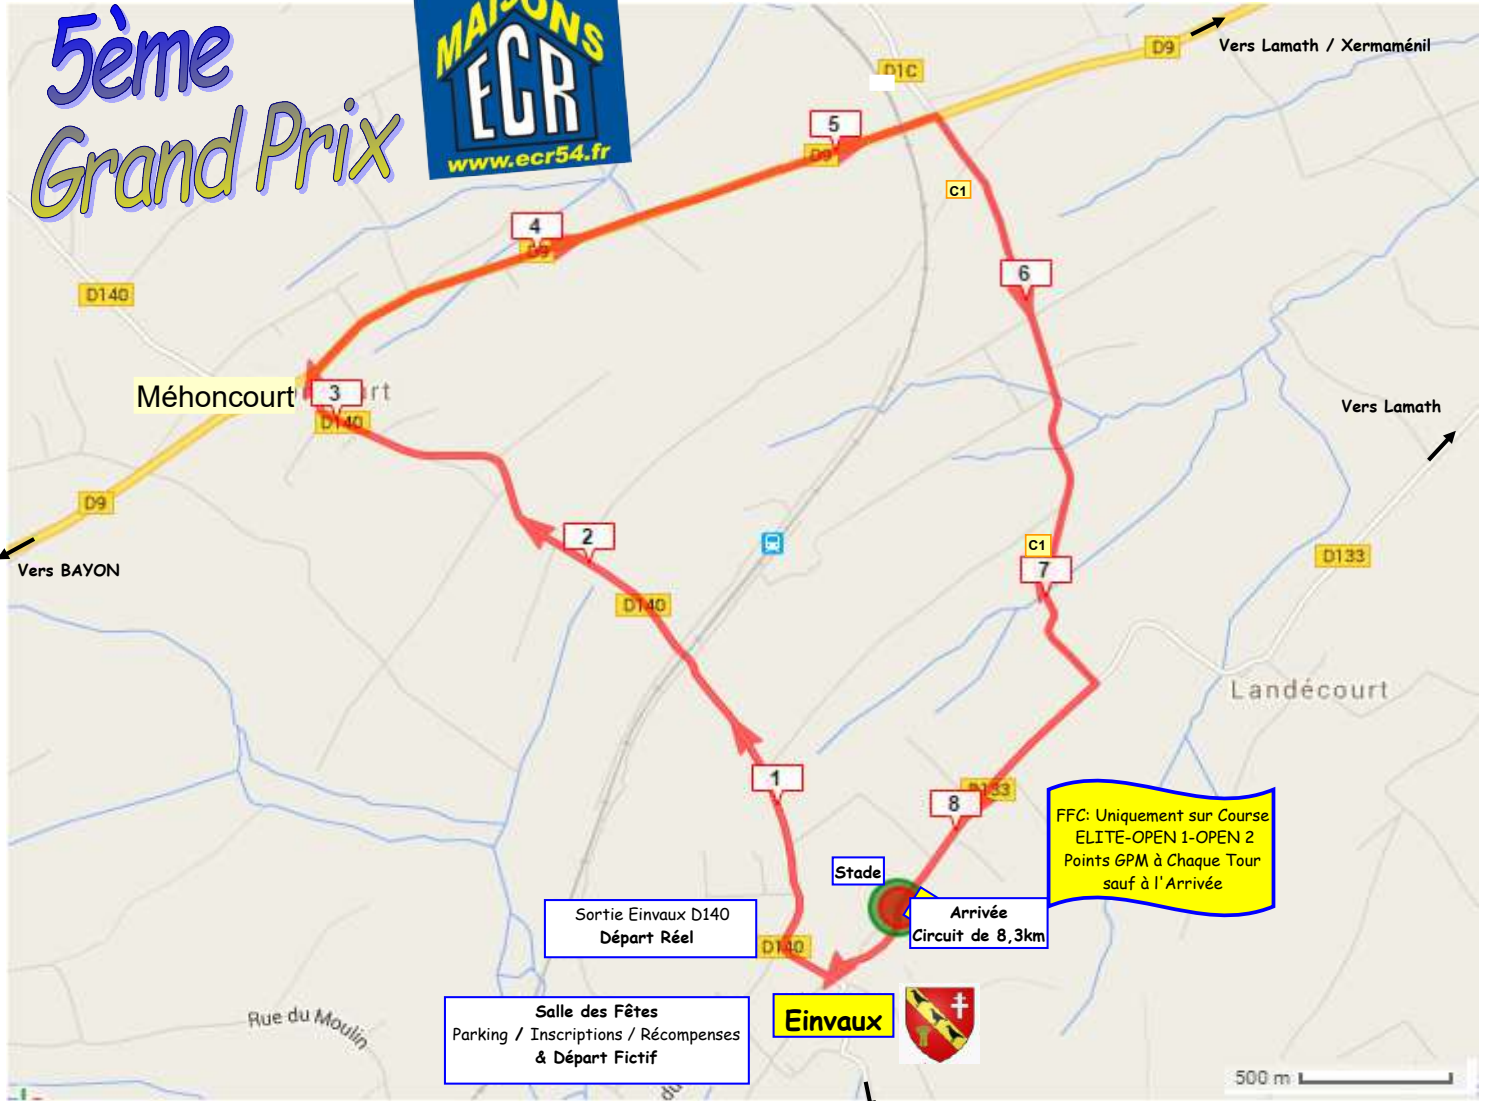 5ème
Grand Prix
MAISONS
ECR
www.ecr54.fr
D9
Vers Lamath / Xermaménil
D1C
5
D9
C1
4
D9
6
D140
Méhoncourt
3
rt
D140
Vers Lamath
D9
2
C1
7
D133
Vers BAYON
D140
Landécourt
1
8
D133
FFC: Uniquement sur Course
ELITE-OPEN 1-OPEN 2
Points GPM à Chaque Tour
sauf à l'Arrivée
Stade
Arrivée
Circuit de 8,3km
Sortie Einvaux D140
Départ Réel
D140
Salle des Fêtes
Parking / Inscriptions / Récompenses
& Départ Fictif
Einvaux
Rue du Moulin
du
500 m